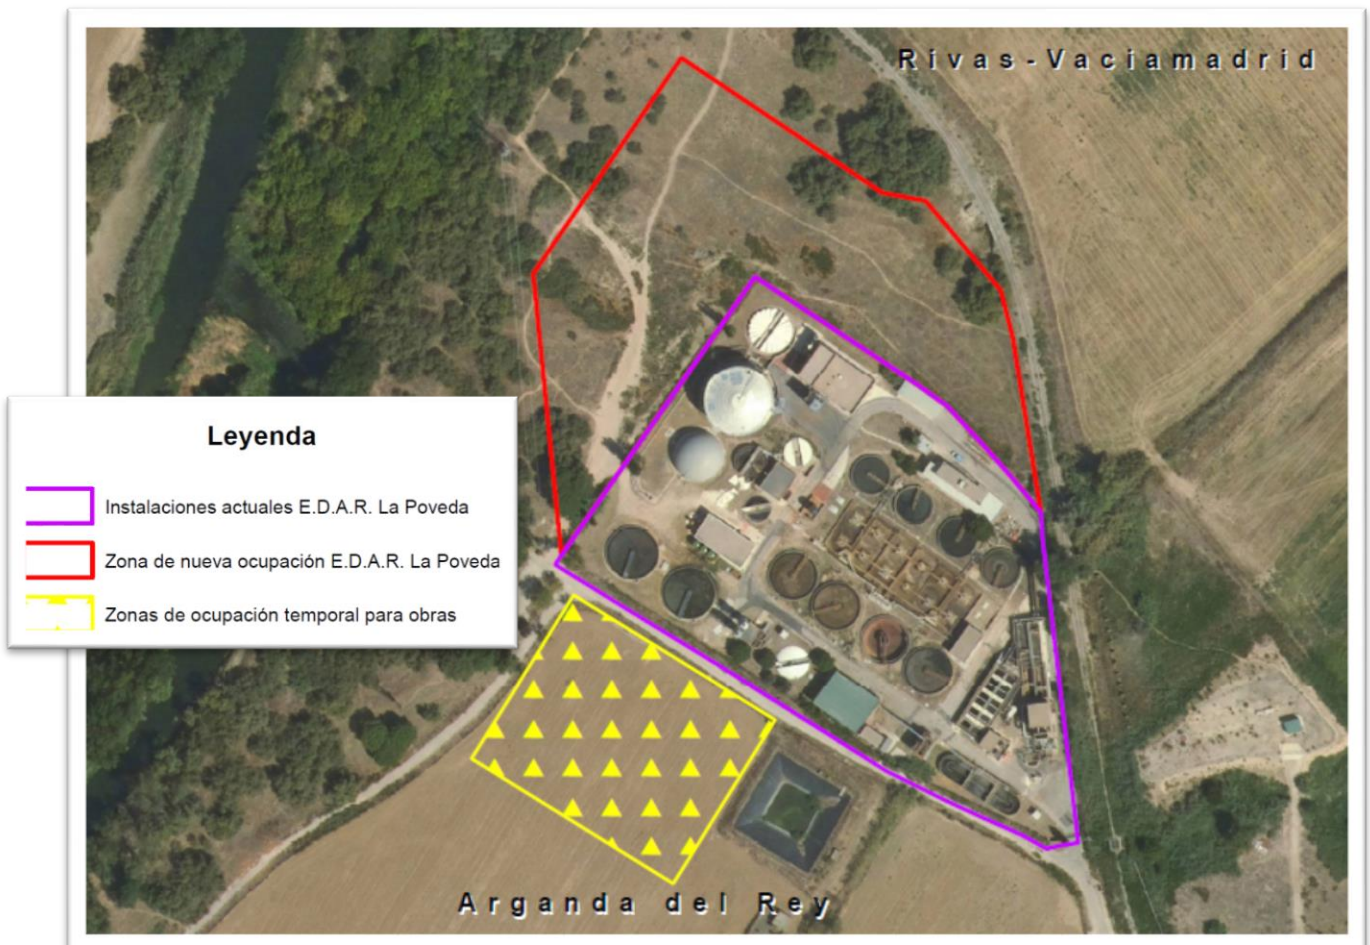 Rivas-Vaciamadrid
Leyenda
Instalaciones actuales E.D.A.R. La Poveda
Zona de nueva ocupación E.D.A.R. La Poveda
Zonas de ocupación temporal para obras
Arganda del Rey